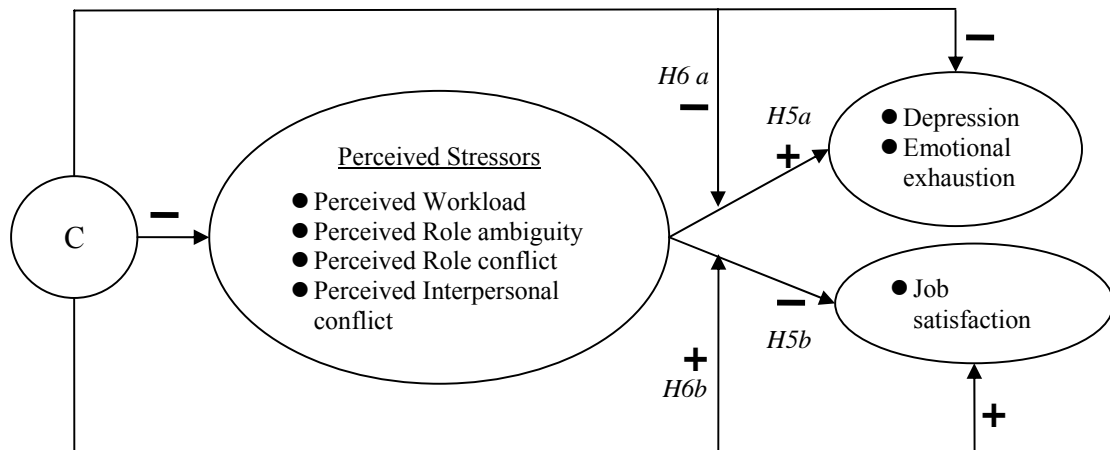 −
H6 a
−
H5a
+
● Depression
● Emotional
exhaustion
Perceived Stressors
● Perceived Workload
● Perceived Role ambiguity
● Perceived Role conflict
● Perceived Interpersonal
conflict
C
−
● Job
satisfaction
−
H5b
+
H6b
+